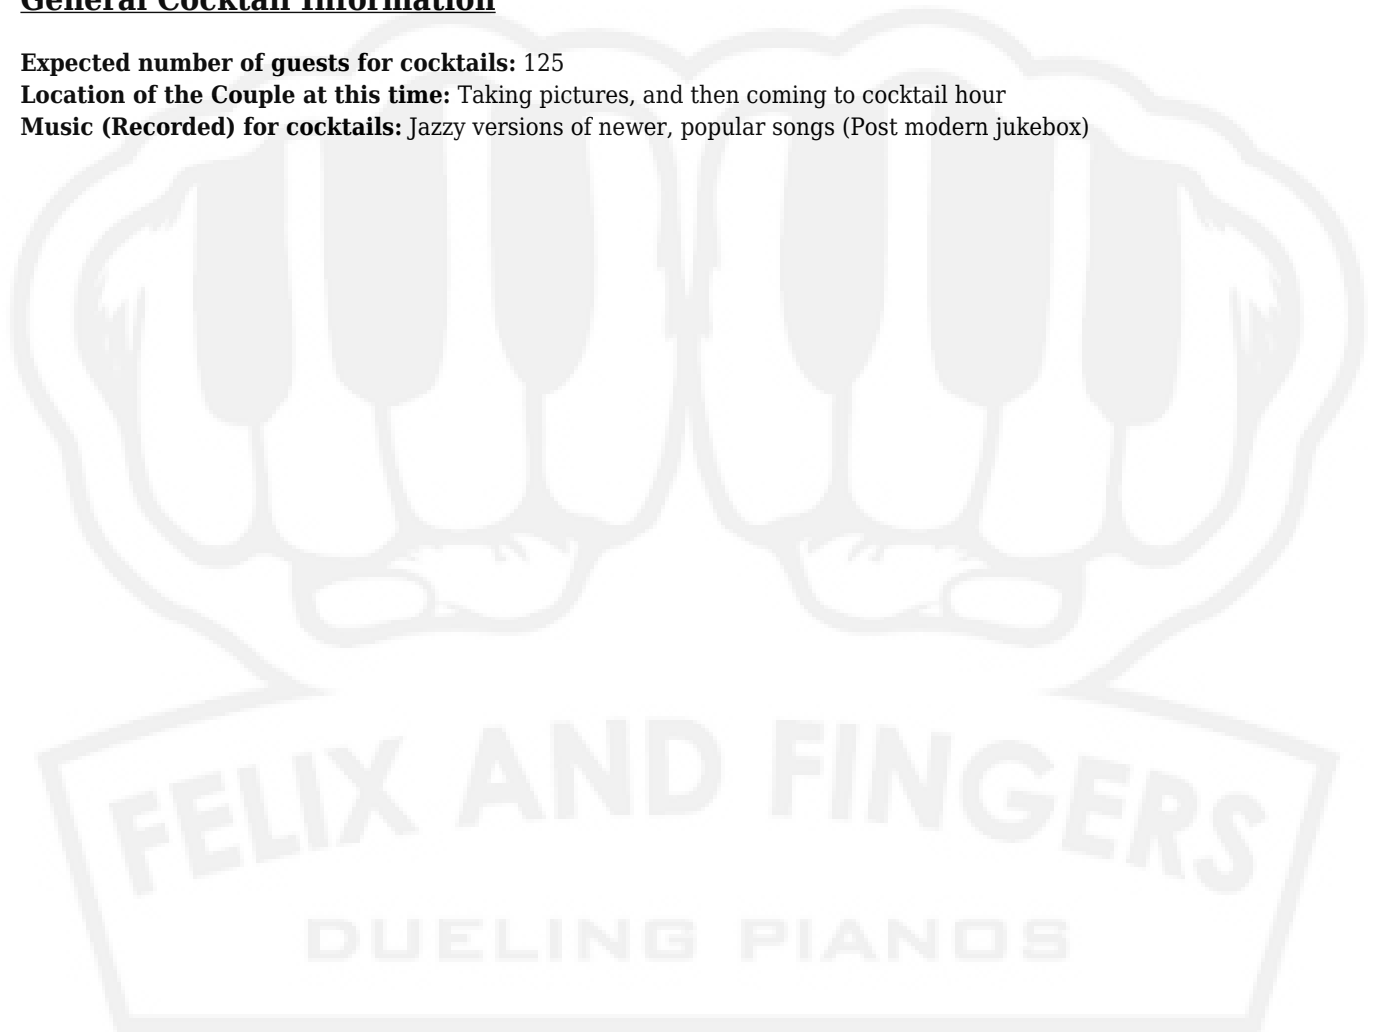 General Cocktail Information
Expected number of guests for cocktails: 125
Location of the Couple at this time: Taking pictures, and then coming to cocktail hour
Music (Recorded) for cocktails: Jazzy versions of newer, popular songs (Post modern jukebox)
FELIX AND FINGERS
DUELING PIANOS